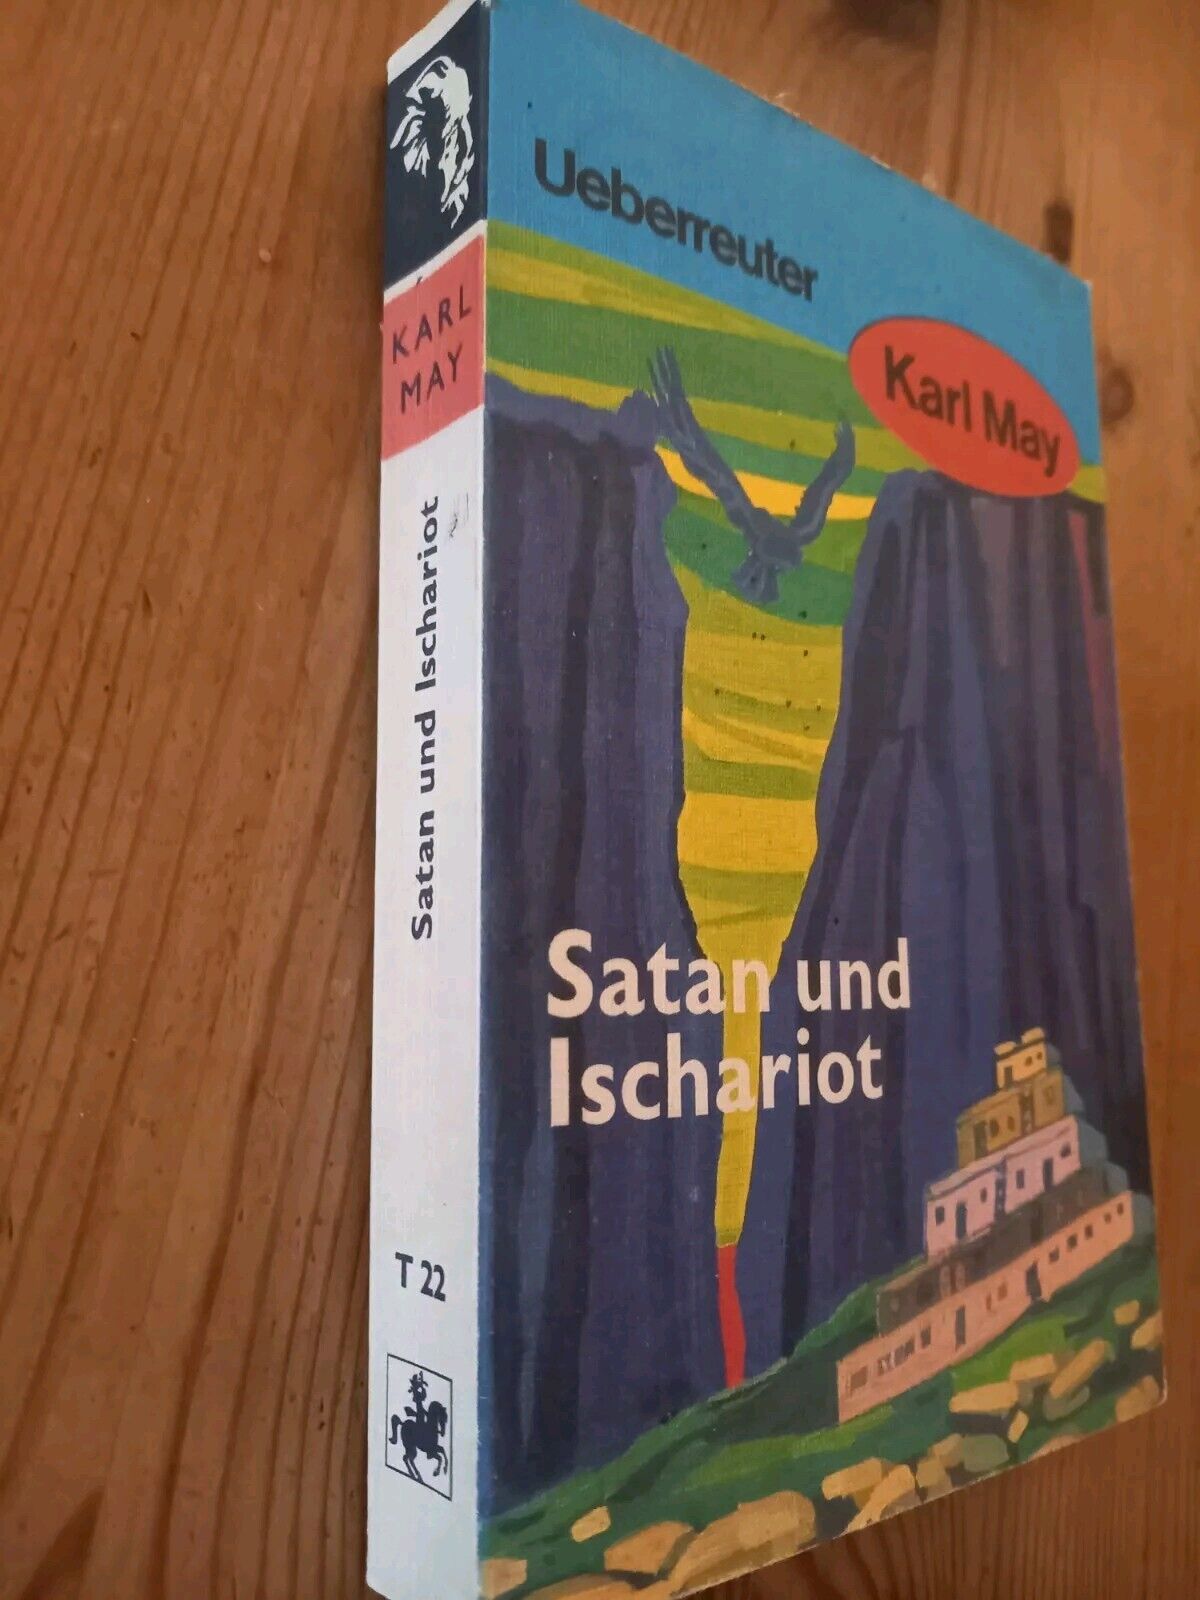 KARL
MAY
Satan und Ischariot
T 22
Ueberreuter
Karl May
Satan und
Ischariot